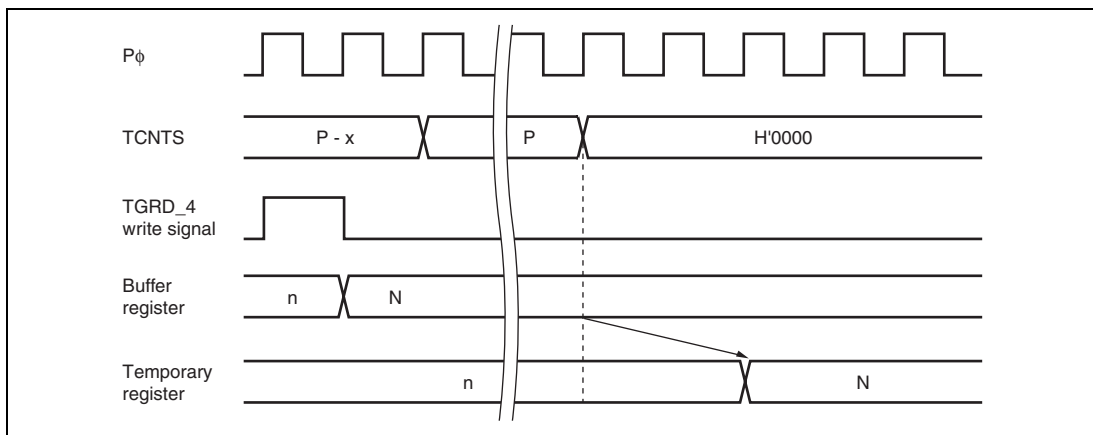 Pϕ
TCNTS
P - x
P
H'0000
TGRD_4
write signal
Buffer
register
n
N
Temporary
register
n
N